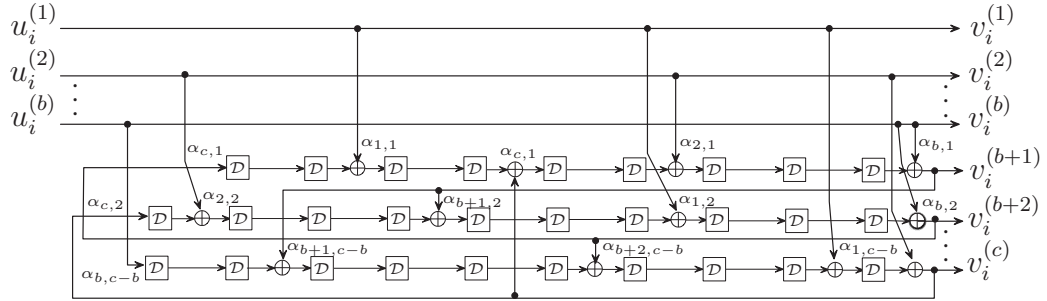 u_i^{(1)} v_i^{(1)}
u_i^{(2)} v_i^{(2)}
u_i^{(b)} v_i^{(b)}
α_{c,1} α_{1,1} α_{c,1} α_{2,1} α_{b,1}
D D D D D D D D D v_i^{(b+1)}
α_{c,2} α_{2,2} α_{b+1,2} α_{1,2} α_{b,2}
D D D D D D D D D D v_i^{(b+2)}
α_{b+1,c−b} α_{b+2,c−b} α_{1,c−b}
α_{b,c−b} D D D D D D D D D D v_i^{(c)}